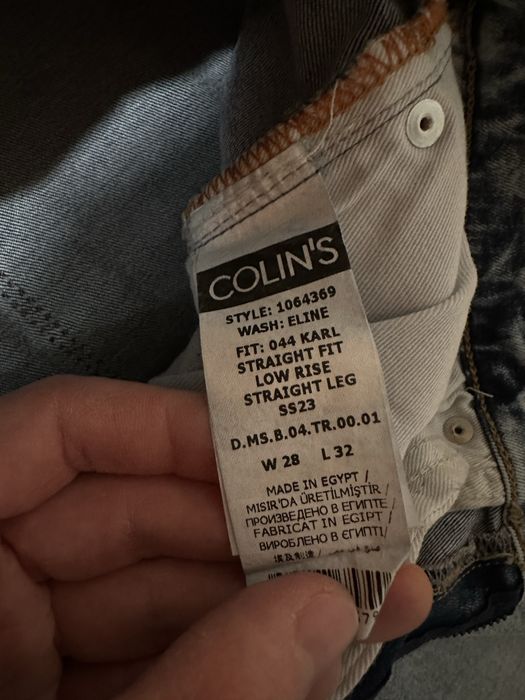 COLIN'S
STYLE: 1064369
WASH: ELINE
FIT: 044 KARL
STRAIGHT FIT
LOW RISE
STRAIGHT LEG
SS23
D.MS.B.04.TR.00.01
W 28 L 32
MADE IN EGYPT /
MISIR'DA ÜRETİLMİŞTİR /
ПРОИЗВЕДЕНО В ЕГИПТЕ /
FABRICAT IN EGIPT /
ВИРОБЛЕНО В ЄГИПТІ/